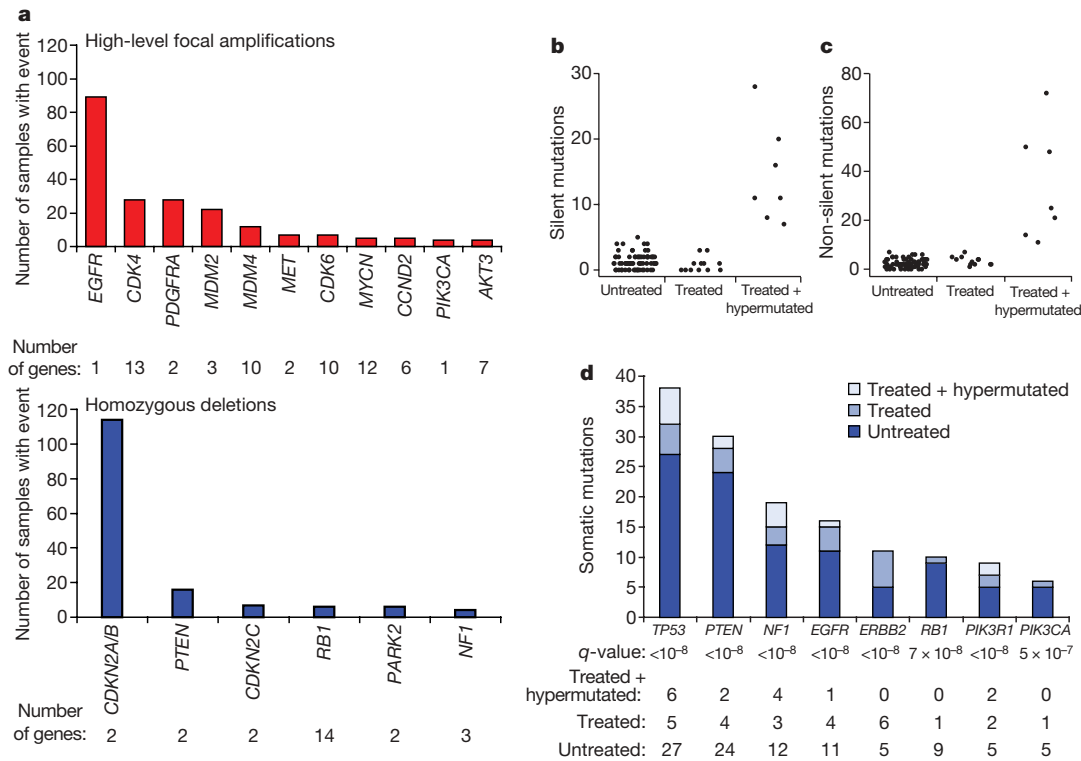 a
High-level focal amplifications
Number of samples with event
120
100
80
60
40
20
0
EGFR
CDK4
PDGFRA
MDM2
MDM4
MET
CDK6
MYCN
CCND2
PIK3CA
AKT3
Number
of genes: 1 13 2 3 10 2 10 12 6 1 7
Homozygous deletions
Number of samples with event
120
100
80
60
40
20
0
CDKN2A/B
PTEN
CDKN2C
RB1
PARK2
NF1
Number
of genes: 2 2 2 14 2 3
b
Silent mutations
30
20
10
0
Untreated Treated Treated +
hypermutated
c
Non-silent mutations
80
60
40
20
0
Untreated Treated Treated +
hypermutated
d
Somatic mutations
40
35
30
25
20
15
10
5
0
Treated + hypermutated
Treated
Untreated
TP53 PTEN NF1 EGFR ERBB2 RB1 PIK3R1 PIK3CA
q-value: <10⁻⁸ <10⁻⁸ <10⁻⁸ <10⁻⁸ <10⁻⁸ 7 × 10⁻⁸ <10⁻⁸ 5 × 10⁻⁷
Treated +
hypermutated: 6 2 4 1 0 0 2 0
Treated: 5 4 3 4 6 1 2 1
Untreated: 27 24 12 11 5 9 5 5